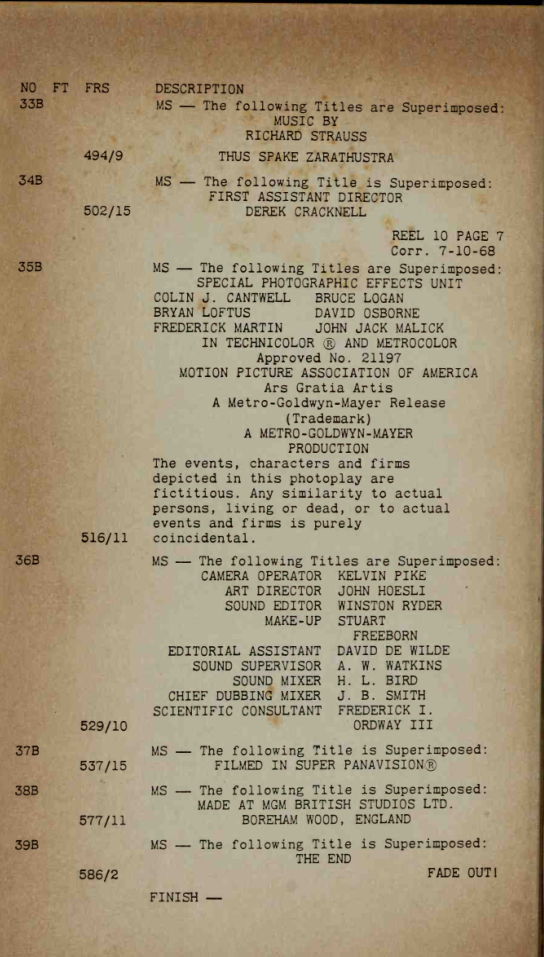 NO FT FRS DESCRIPTION
33B MS — The following Titles are Superimposed:
MUSIC BY
RICHARD STRAUSS
494/9 THUS SPAKE ZARATHUSTRA
34B MS — The following Title is Superimposed:
FIRST ASSISTANT DIRECTOR
502/15 DEREK CRACKNELL
REEL 10 PAGE 7
Corr. 7-10-68
35B MS — The following Titles are Superimposed:
SPECIAL PHOTOGRAPHIC EFFECTS UNIT
COLIN J. CANTWELL BRUCE LOGAN
BRYAN LOFTUS DAVID OSBORNE
FREDERICK MARTIN JOHN JACK MALICK
IN TECHNICOLOR ® AND METROCOLOR
Approved No. 21197
MOTION PICTURE ASSOCIATION OF AMERICA
Ars Gratia Artis
A Metro-Goldwyn-Mayer Release
(Trademark)
A METRO-GOLDWYN-MAYER
PRODUCTION
The events, characters and firms
depicted in this photoplay are
fictitious. Any similarity to actual
persons, living or dead, or to actual
events and firms is purely
516/11 coincidental.
36B MS — The following Titles are Superimposed:
CAMERA OPERATOR KELVIN PIKE
ART DIRECTOR JOHN HOESLI
SOUND EDITOR WINSTON RYDER
MAKE-UP STUART
FREEBORN
EDITORIAL ASSISTANT DAVID DE WILDE
SOUND SUPERVISOR A. W. WATKINS
SOUND MIXER H. L. BIRD
CHIEF DUBBING MIXER J. B. SMITH
SCIENTIFIC CONSULTANT FREDERICK I.
529/10 ORDWAY III
37B MS — The following Title is Superimposed:
537/15 FILMED IN SUPER PANAVISION®
38B MS — The following Title is Superimposed:
MADE AT MGM BRITISH STUDIOS LTD.
577/11 BOREHAM WOOD, ENGLAND
39B MS — The following Title is Superimposed:
THE END
586/2 FADE OUT!
FINISH —